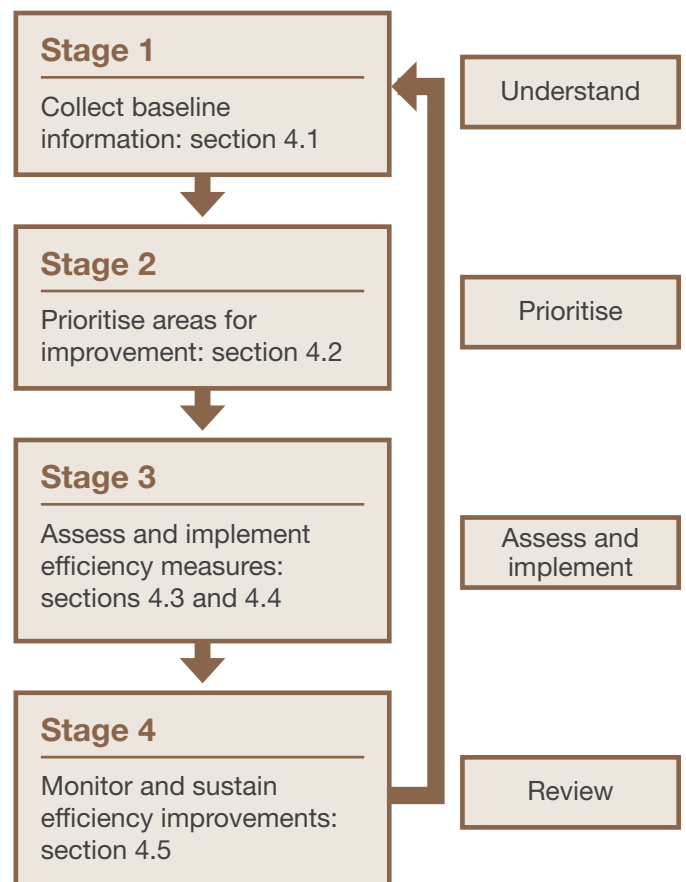 Stage 1
Collect baseline
information: section 4.1
Understand
Stage 2
Prioritise areas for
improvement: section 4.2
Prioritise
Stage 3
Assess and implement
efficiency measures:
sections 4.3 and 4.4
Assess and
implement
Stage 4
Monitor and sustain
efficiency improvements:
section 4.5
Review